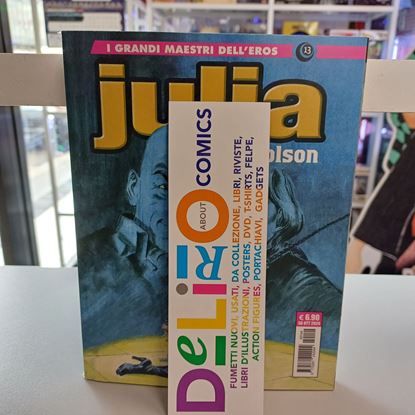 I GRANDI MAESTRI DELL'EROS
13
julia
olson
DeLiRiO
ABOUT
COMICS
FUMETTI NUOVI, USATI, DA COLLEZIONE, LIBRI, RIVISTE,
LIBRI D'ILLUSTRAZIONI, POSTERS, DVD, T-SHIRTS, FELPE,
ACTION FIGURES, PORTACHIAVI, GADGETS
€ 6.90